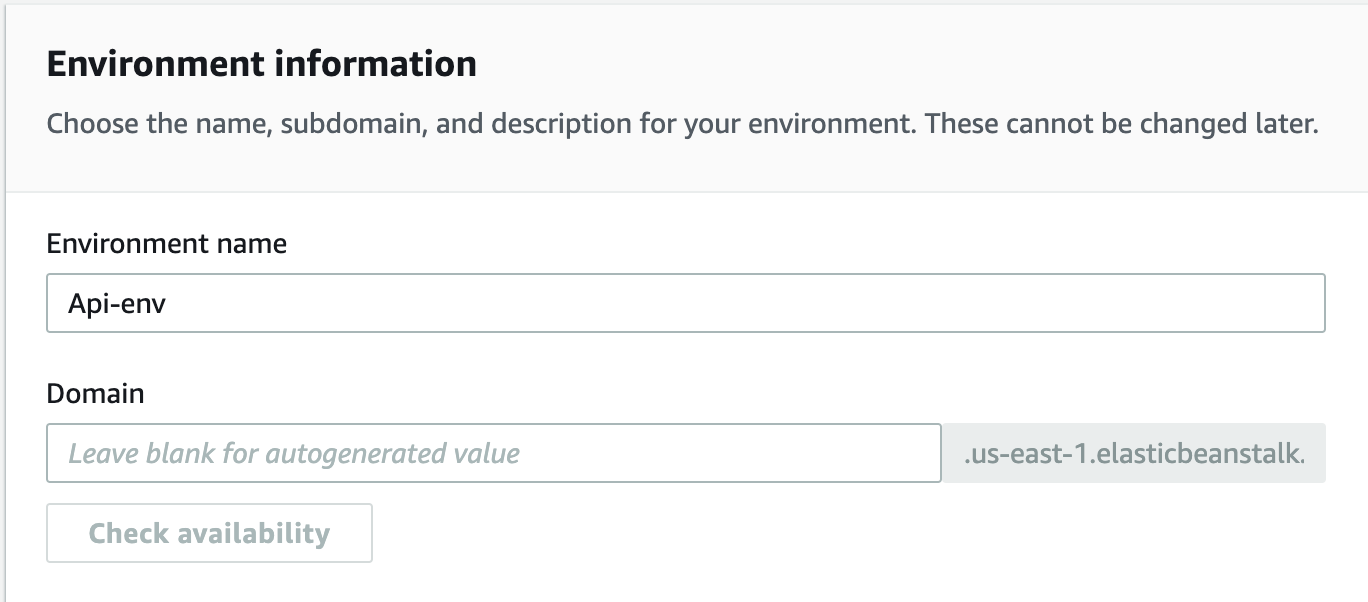 Environment information
Choose the name, subdomain, and description for your environment. These cannot be changed later.
Environment name
Api-env
Domain
Leave blank for autogenerated value
.us-east-1.elasticbeanstalk.
Check availability